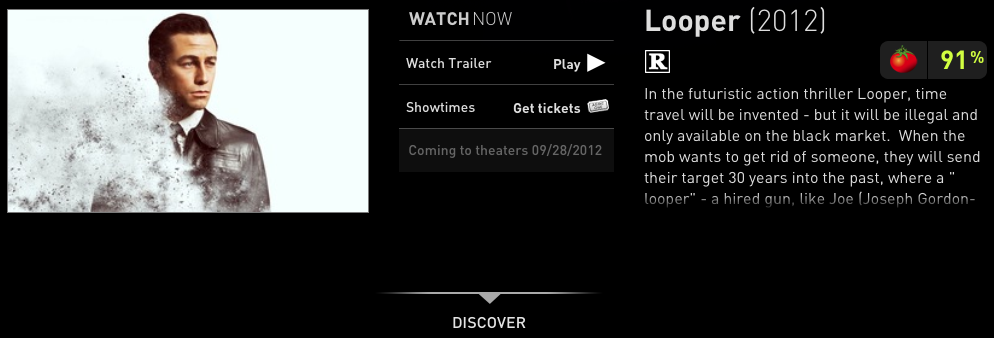 WATCH NOW
Watch Trailer Play
Showtimes Get tickets
Coming to theaters 09/28/2012
Looper (2012)
R
91%
In the futuristic action thriller Looper, time
travel will be invented - but it will be illegal and
only available on the black market. When the
mob wants to get rid of someone, they will send
their target 30 years into the past, where a "
looper" - a hired gun, like Joe (Joseph Gordon-
DISCOVER